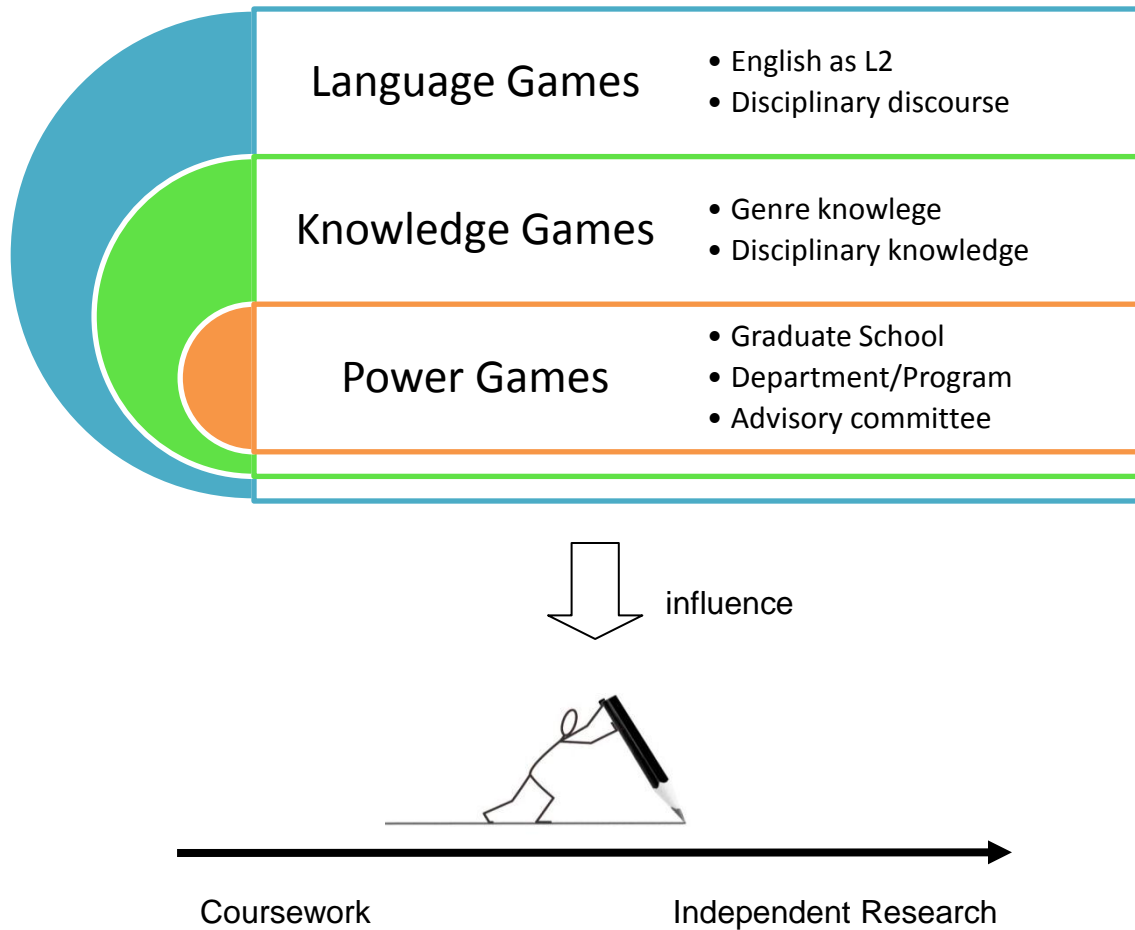 Language Games
• English as L2
• Disciplinary discourse
Knowledge Games
• Genre knowlege
• Disciplinary knowledge
Power Games
• Graduate School
• Department/Program
• Advisory committee
influence
Coursework
Independent Research